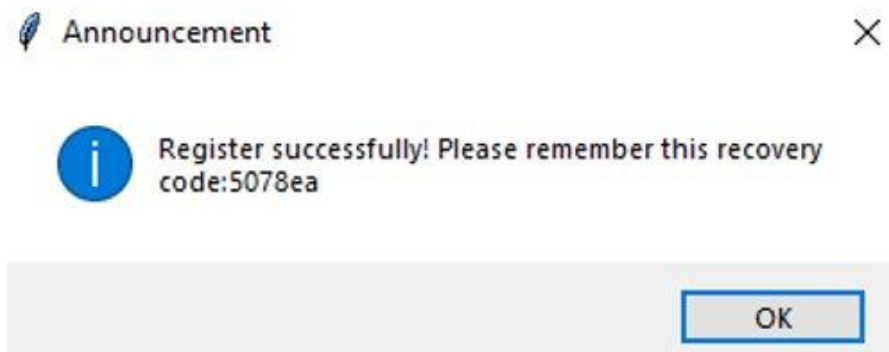 Announcement
Register successfully! Please remember this recovery
code:5078ea
OK